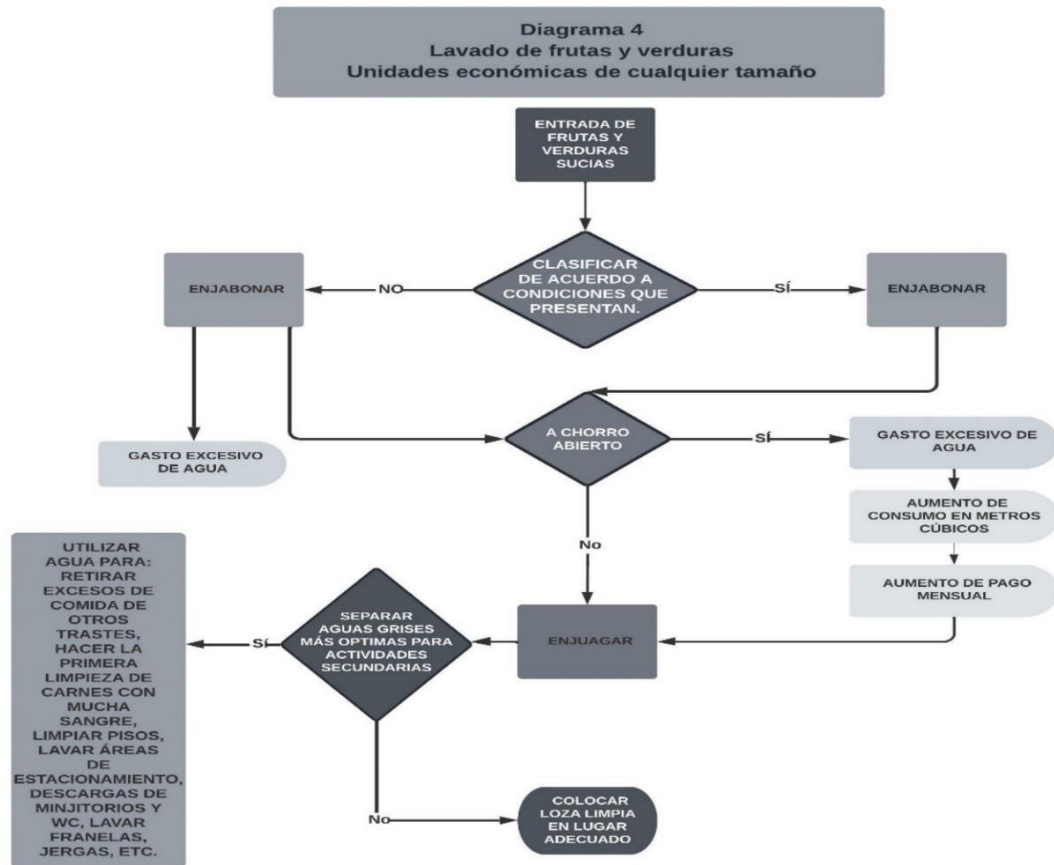 Diagrama 4
Lavado de frutas y verduras
Unidades económicas de cualquier tamaño
ENTRADA DE
FRUTAS Y
VERDURAS
SUCIAS
CLASIFICAR
DE ACUERDO A
CONDICIONES QUE
PRESENTAN.
NO
SÍ
ENJABONAR
ENJABONAR
A CHORRO
ABIERTO
SÍ
No
GASTO EXCESIVO
DE AGUA
GASTO EXCESIVO DE
AGUA
AUMENTO DE
CONSUMO EN METROS
CÚBICOS
AUMENTO DE PAGO
MENSUAL
ENJUAGAR
SEPARAR
AGUAS GRISES
MÁS OPTIMAS PARA
ACTIVIDADES
SECUNDARIAS
SÍ
No
UTILIZAR
AGUA PARA:
RETIRAR
EXCESOS DE
COMIDA DE
OTROS
TRASTES,
HACER LA
PRIMERA
LIMPIEZA DE
CARNES CON
MUCHA
SANGRE,
LIMPIAR PISOS,
LAVAR ÁREAS
DE
ESTACIONAMIENTO,
DESCARGAS DE
MINJITORIOS Y
WC, LAVAR
FRANELAS,
JERGAS, ETC.
COLOCAR
LOZA LIMPIA
EN LUGAR
ADECUADO